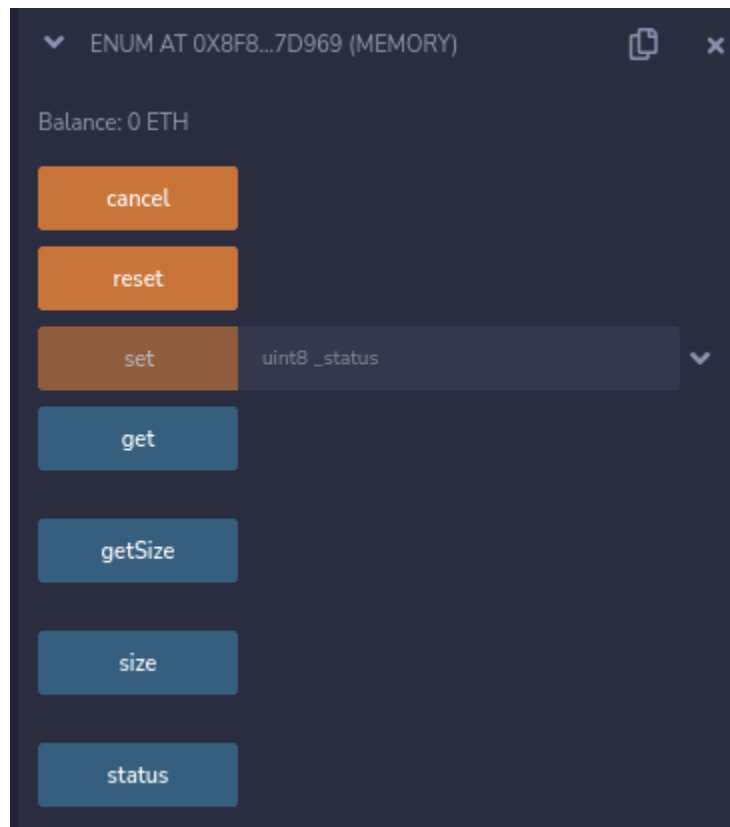 ENUM AT 0X8F8...7D969 (MEMORY)
Balance: 0 ETH
cancel
reset
set uint8 _status
get
getSize
size
status